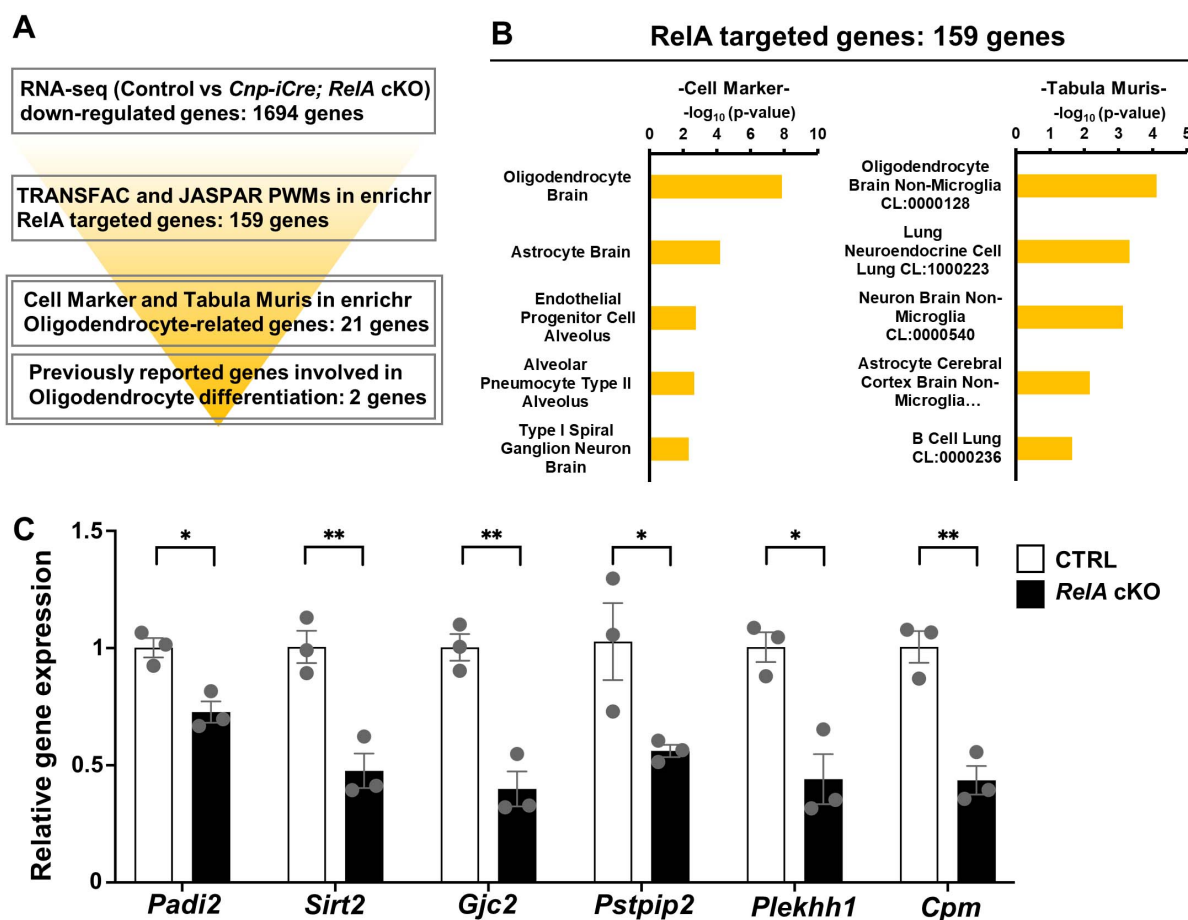 A
RNA-seq (Control vs Cnp-iCre; RelA cKO)
down-regulated genes: 1694 genes
TRANSFAC and JASPAR PWMs in enrichr
RelA targeted genes: 159 genes
Cell Marker and Tabula Muris in enrichr
Oligodendrocyte-related genes: 21 genes
Previously reported genes involved in
Oligodendrocyte differentiation: 2 genes
B
RelA targeted genes: 159 genes
-Cell Marker-
-log10 (p-value)
0 2 4 6 8 10
Oligodendrocyte
Brain
Astrocyte Brain
Endothelial
Progenitor Cell
Alveolus
Alveolar
Pneumocyte Type II
Alveolus
Type I Spiral
Ganglion Neuron
Brain
-Tabula Muris-
-log10 (p-value)
0 1 2 3 4 5
Oligodendrocyte
Brain Non-Microglia
CL:0000128
Lung
Neuroendocrine Cell
Lung CL:1000223
Neuron Brain Non-
Microglia
CL:0000540
Astrocyte Cerebral
Cortex Brain Non-
Microglia…
B Cell Lung
CL:0000236
C
Relative gene expression
1.5
1
0.5
0
* ** ** * * **
CTRL
RelA cKO
Padi2 Sirt2 Gjc2 Pstpip2 Plekhh1 Cpm